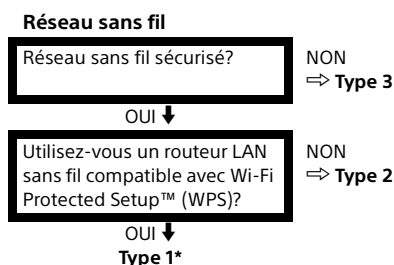 Réseau sans fil
Réseau sans fil sécurisé?
NON
⇨ Type 3
OUI ⬇
Utilisez-vous un routeur LAN
sans fil compatible avec Wi-Fi
Protected Setup™ (WPS)?
NON
⇨ Type 2
OUI ⬇
Type 1*